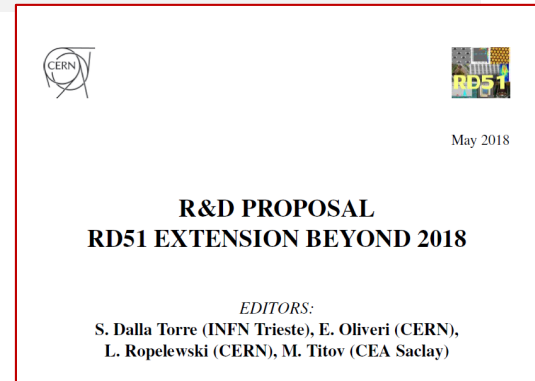 CERN
RD51
May 2018
R&D PROPOSAL
RD51 EXTENSION BEYOND 2018
EDITORS:
S. Dalla Torre (INFN Trieste), E. Oliveri (CERN),
L. Ropelewski (CERN), M. Titov (CEA Saclay)